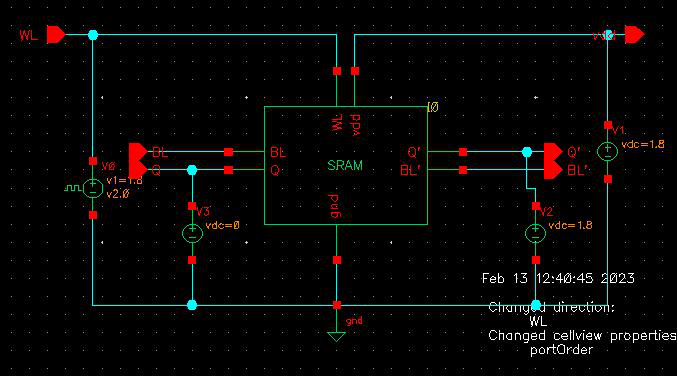 WL
vdd
WL
vdd
I0
V1
vdc=1.8
BL
BL
Q'
Q'
SRAM
V0
v1=1.8
v2.0
Q
Q
BL'
BL'
gnd
V3
vdc=0
V2
vdc=1.8
Feb 13 12:40:45 2023
Changed direction:
gnd
WL
Changed cellview properties
portOrder